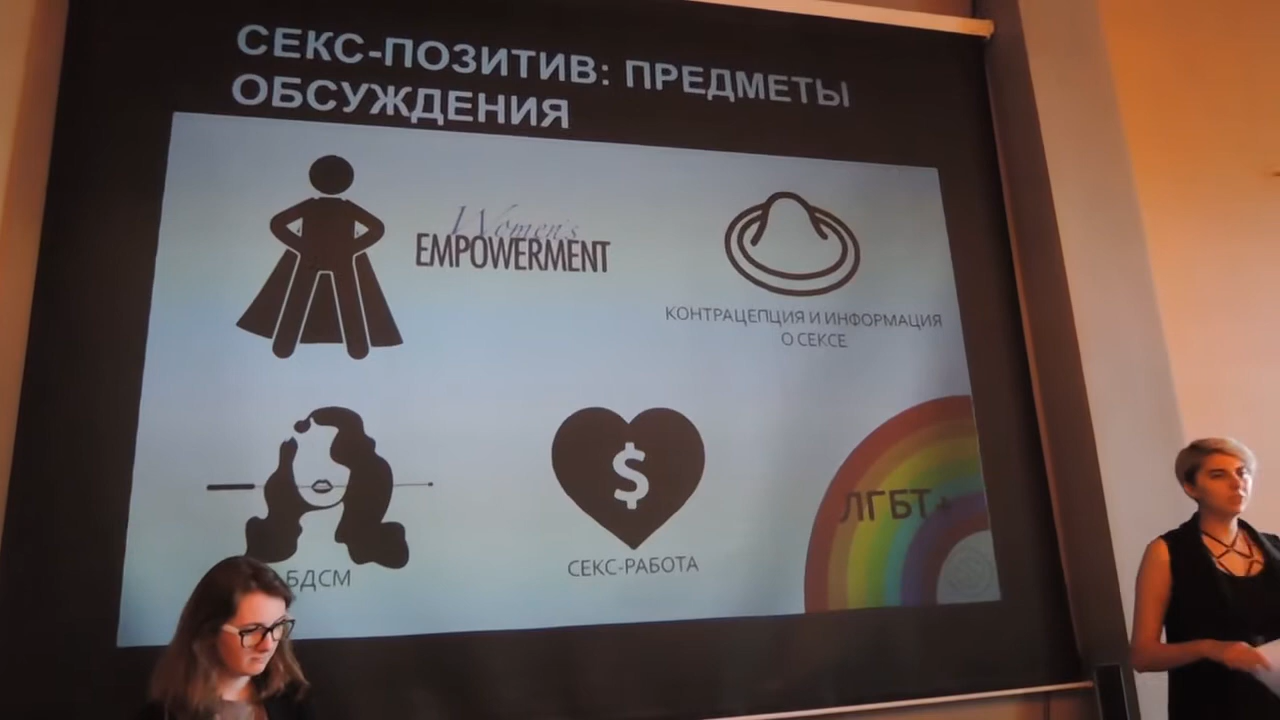 СЕКС-ПОЗИТИВ: ПРЕДМЕТЫ
ОБСУЖДЕНИЯ
Women's
EMPOWERMENT
КОНТРАЦЕПЦИЯ И ИНФОРМАЦИЯ
О СЕКСЕ
БДСМ
$
СЕКС-РАБОТА
ЛГБТ+